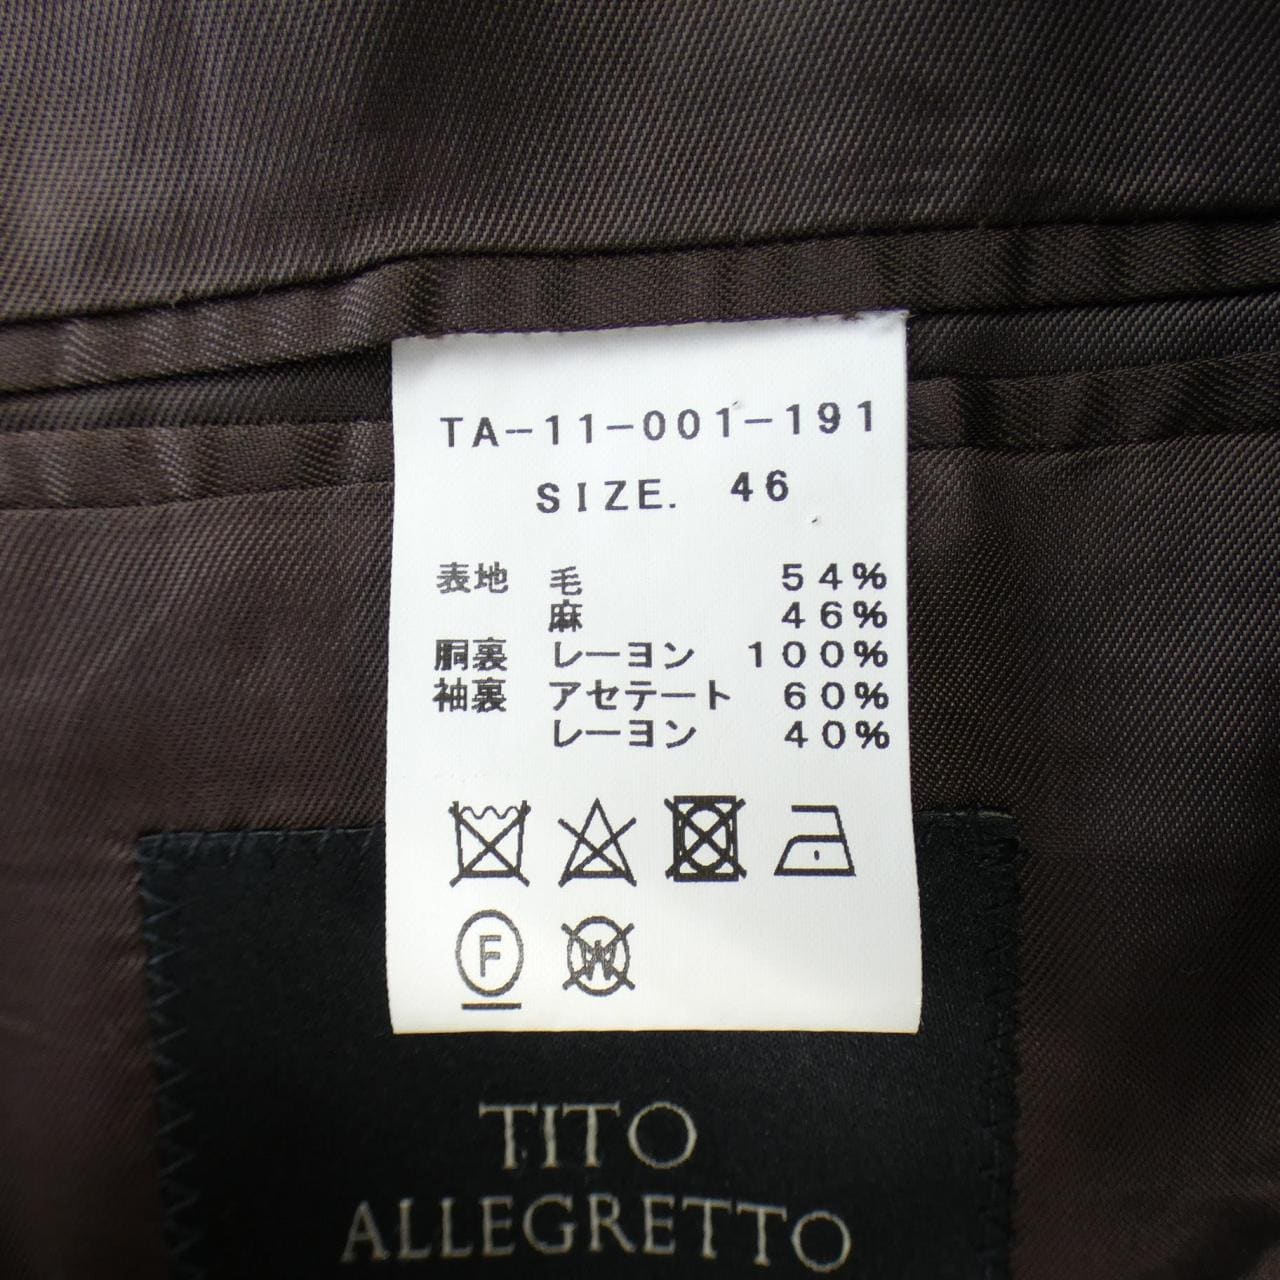 TA-11-001-191
SIZE. 46
表地 毛 54%
麻 46%
胴裏 レーヨン 100%
袖裏 アセテート 60%
レーヨン 40%
F W
TITO
ALLEGRETTO